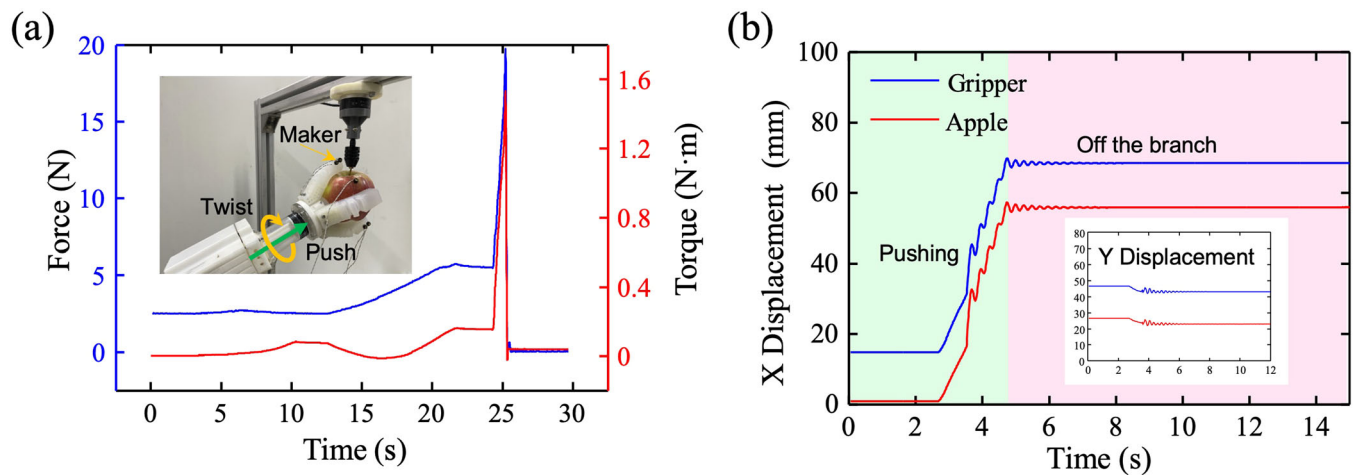 (a)
20
15
10
5
0
Force (N)
Maker
Twist
Push
1.6
1.2
0.8
0.4
0
Torque (N·m)
0 5 10 15 20 25 30
Time (s)
(b)
100
80
60
40
20
0
X Displacement (mm)
Gripper
Apple
Off the branch
Pushing
Y Displacement
80
70
60
50
40
30
20
10
0
0 2 4 6 8 10 12
0 2 4 6 8 10 12 14
Time (s)